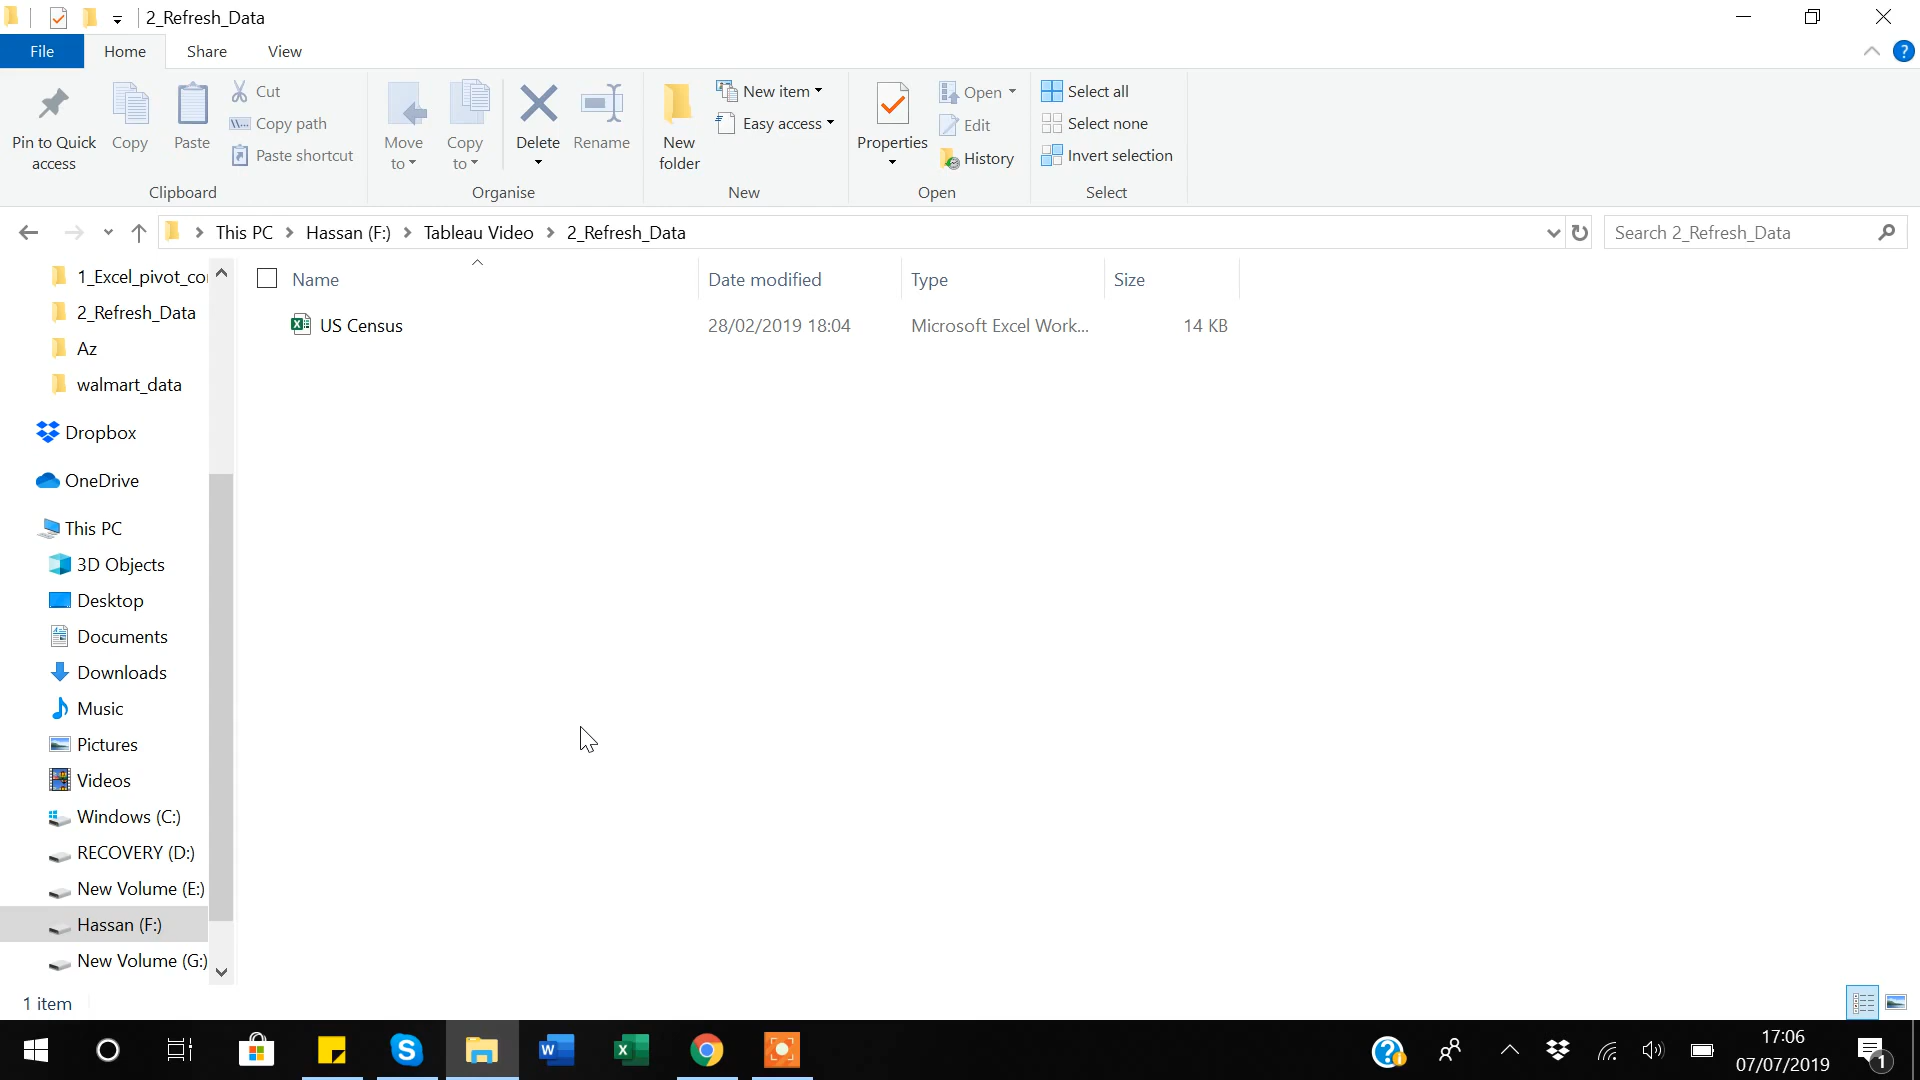 2_Refresh_Data
File Home Share View
Pin to Quick access
Copy
Paste
Cut
Copy path
Paste shortcut
Clipboard
Move to
Copy to
Delete
Rename
Organise
New folder
New item
Easy access
New
Properties
Open
Edit
History
Open
Select all
Select none
Invert selection
Select
This PC Hassan (F:) Tableau Video 2_Refresh_Data
Search 2_Refresh_Data
1_Excel_pivot_co
2_Refresh_Data
Az
walmart_data
Dropbox
OneDrive
This PC
3D Objects
Desktop
Documents
Downloads
Music
Pictures
Videos
Windows (C:)
RECOVERY (D:)
New Volume (E:)
Hassan (F:)
New Volume (G:)
Name Date modified Type Size
US Census 28/02/2019 18:04 Microsoft Excel Work... 14 KB
1 item
17:06
07/07/2019
1